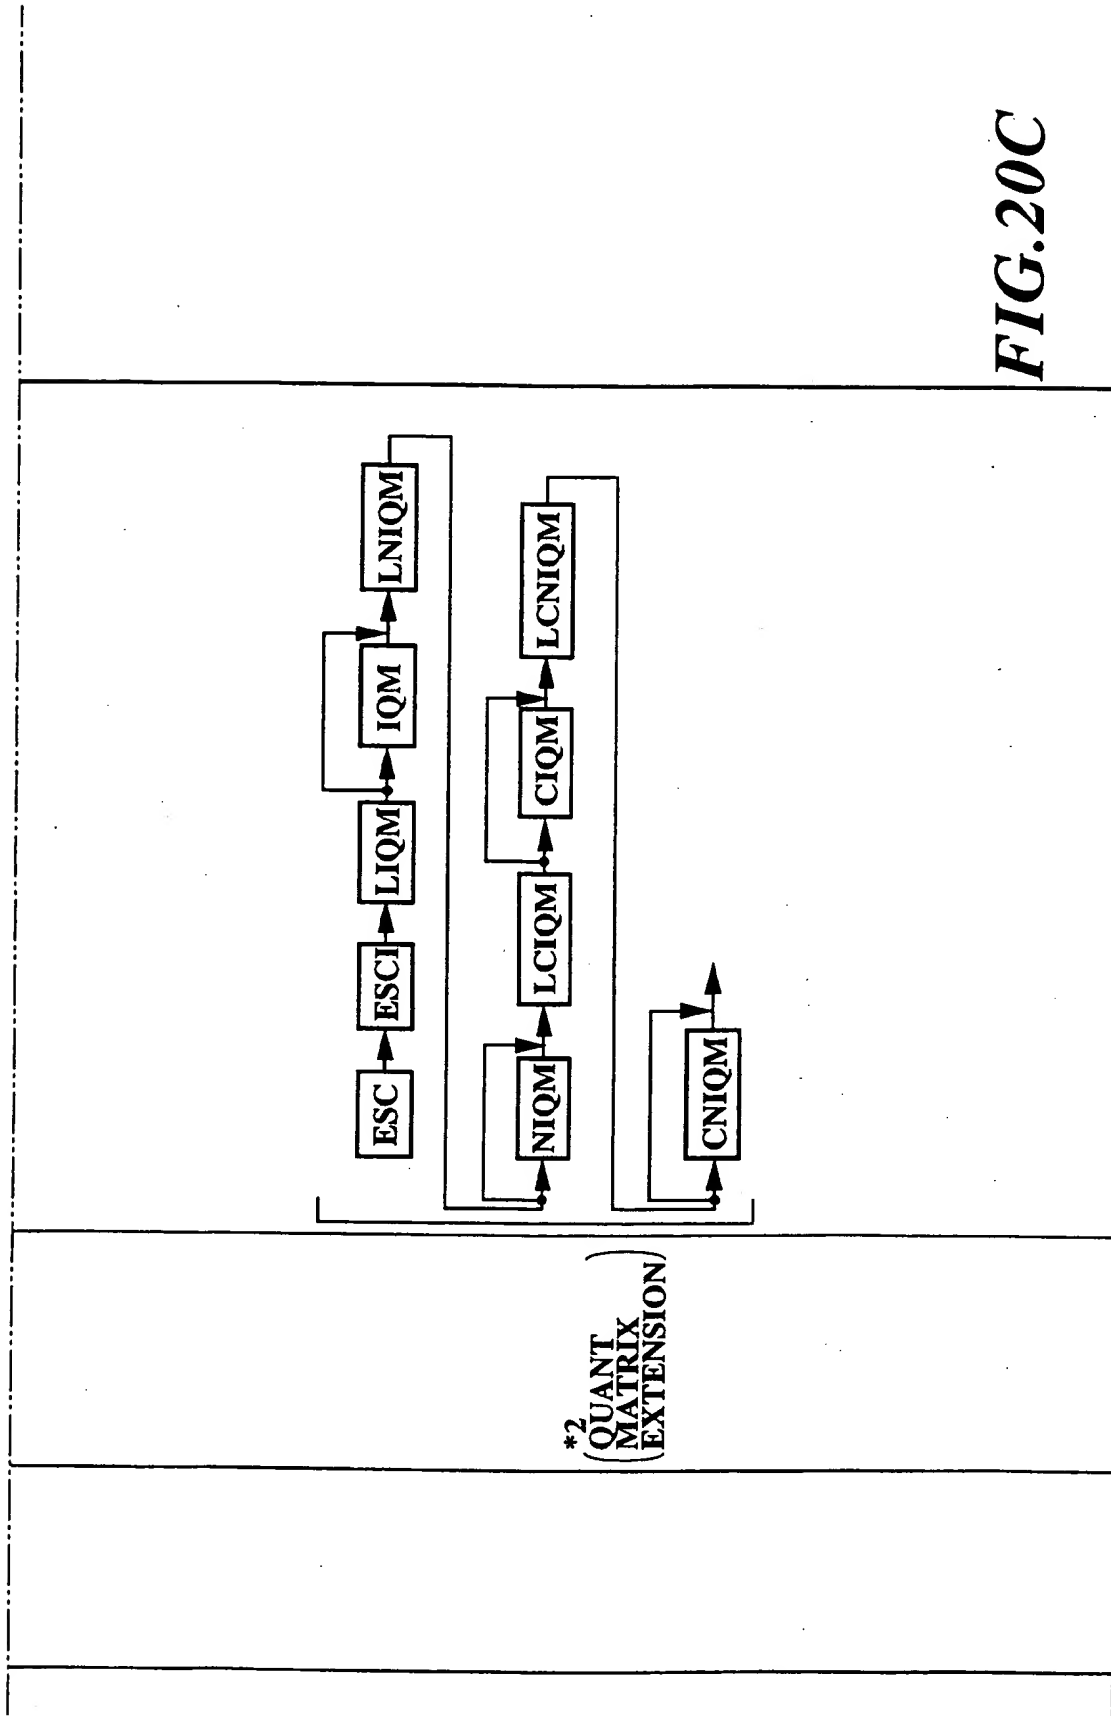 *2
(QUANT
MATRIX
EXTENSION)
ESC
ESCI
LIQM
IQM
LNIQM
NIQM
LCIQM
CIQM
LCNIQM
CNIQM
FIG.20C